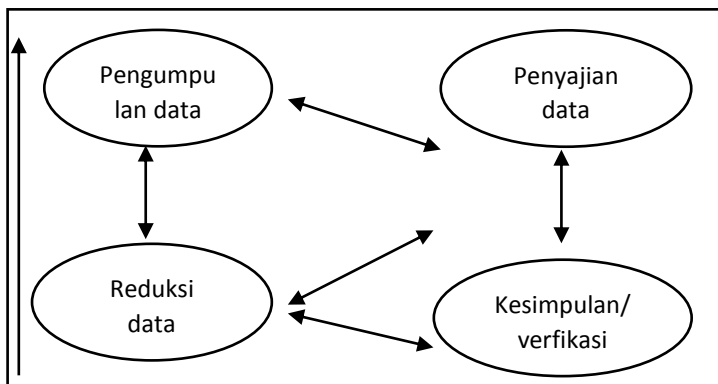 Pengumpu
lan data
Penyajian
data
Reduksi
data
Kesimpulan/
verfikasi